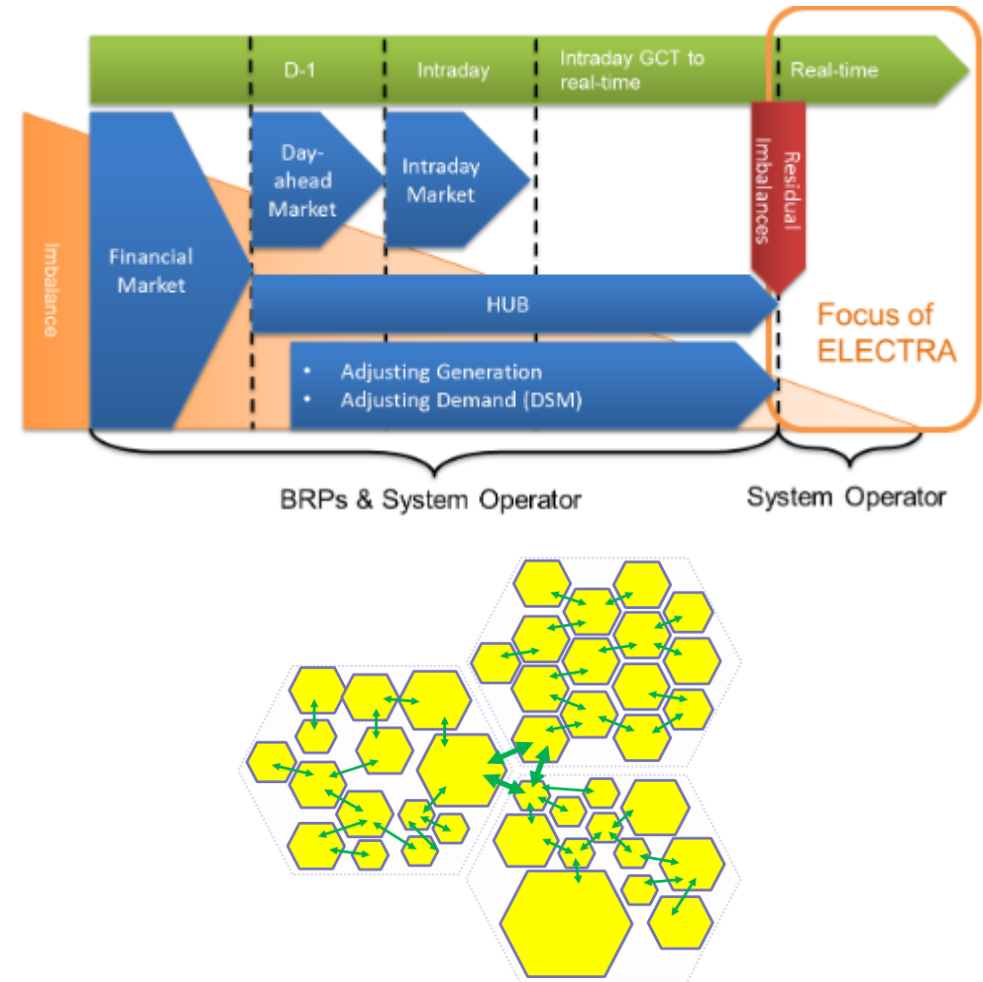 D-1
Intraday
Intraday GCT to
real-time
Real-time
Imbalance
Financial
Market
Day-
ahead
Market
Intraday
Market
Residual
Imbalances
HUB
• Adjusting Generation
• Adjusting Demand (DSM)
Focus of
ELECTRA
BRPs & System Operator
System Operator